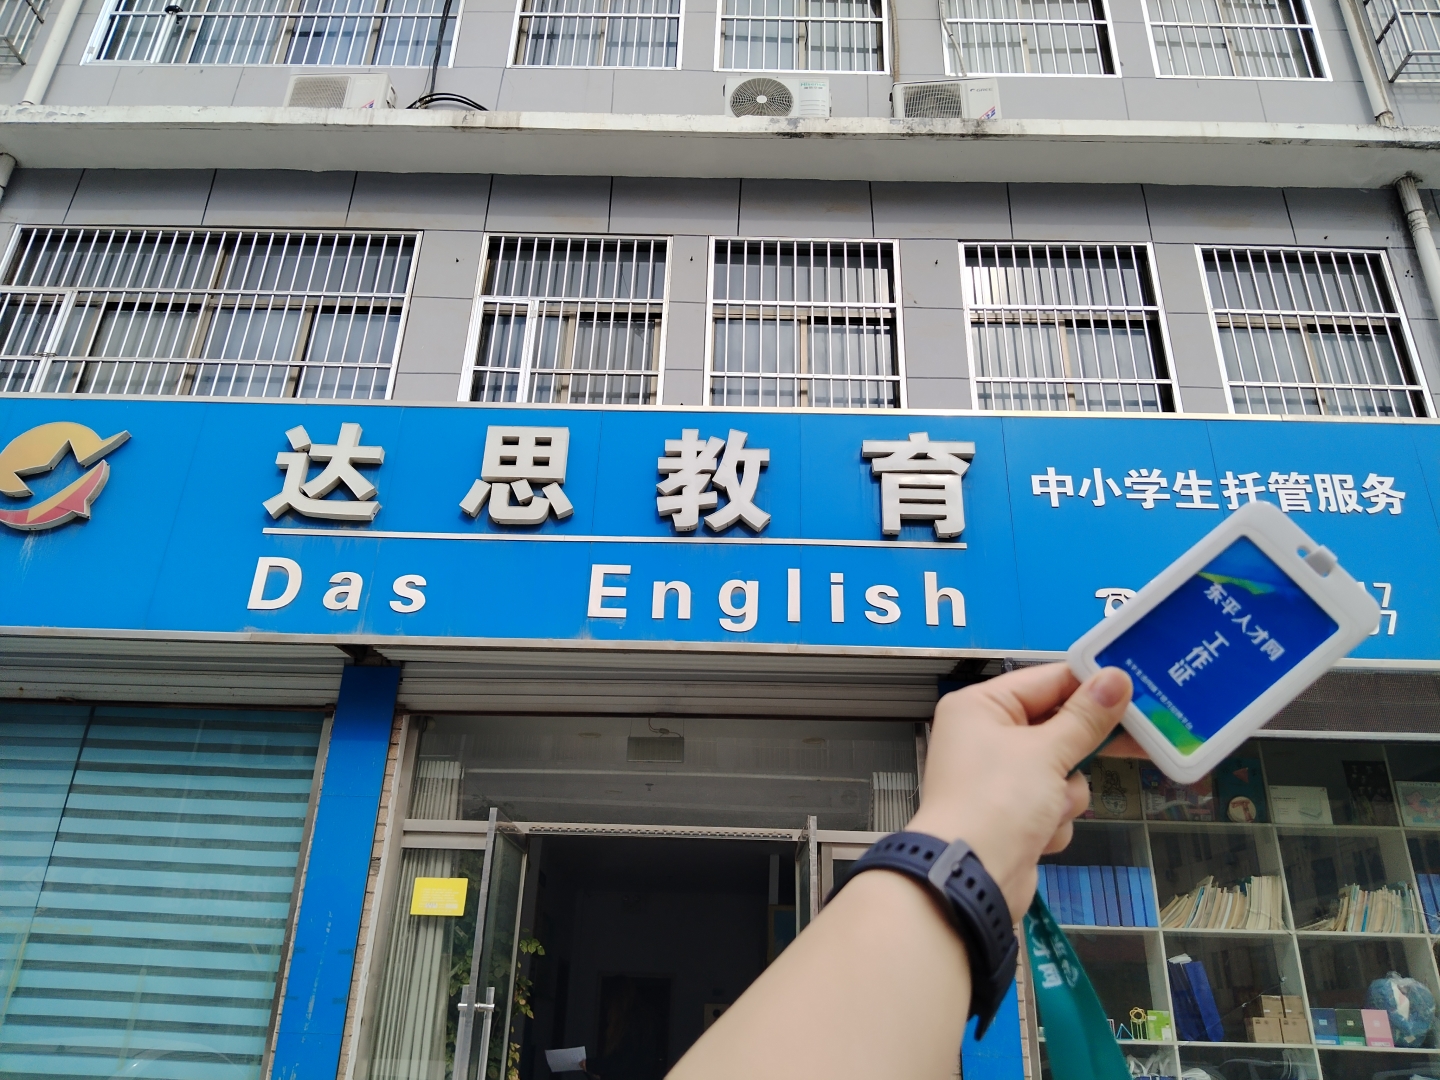 达思教育
Das English
中小学生托管服务
东平人才网
工作证